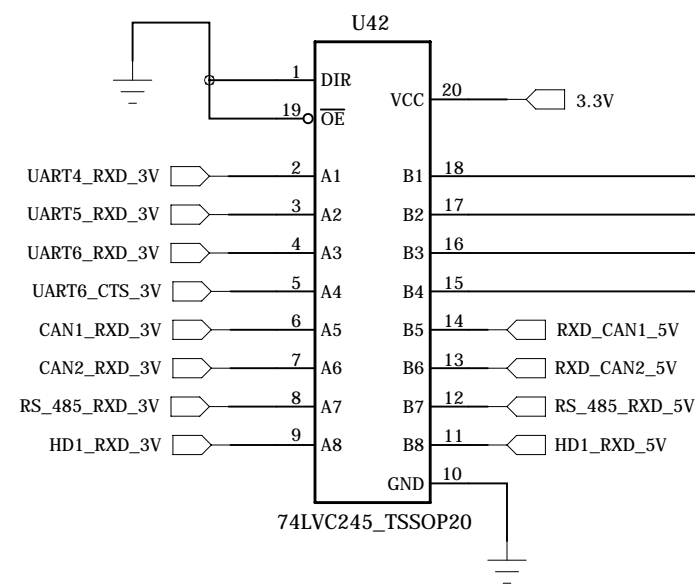 U42
1 DIR
VCC 20 3.3V
19 OE
UART4_RXD_3V 2 A1 B1 18
UART5_RXD_3V 3 A2 B2 17
UART6_RXD_3V 4 A3 B3 16
UART6_CTS_3V 5 A4 B4 15
CAN1_RXD_3V 6 A5 B5 14 RXD_CAN1_5V
CAN2_RXD_3V 7 A6 B6 13 RXD_CAN2_5V
RS_485_RXD_3V 8 A7 B7 12 RS_485_RXD_5V
HD1_RXD_3V 9 A8 B8 11 HD1_RXD_5V
GND 10
74LVC245_TSSOP20